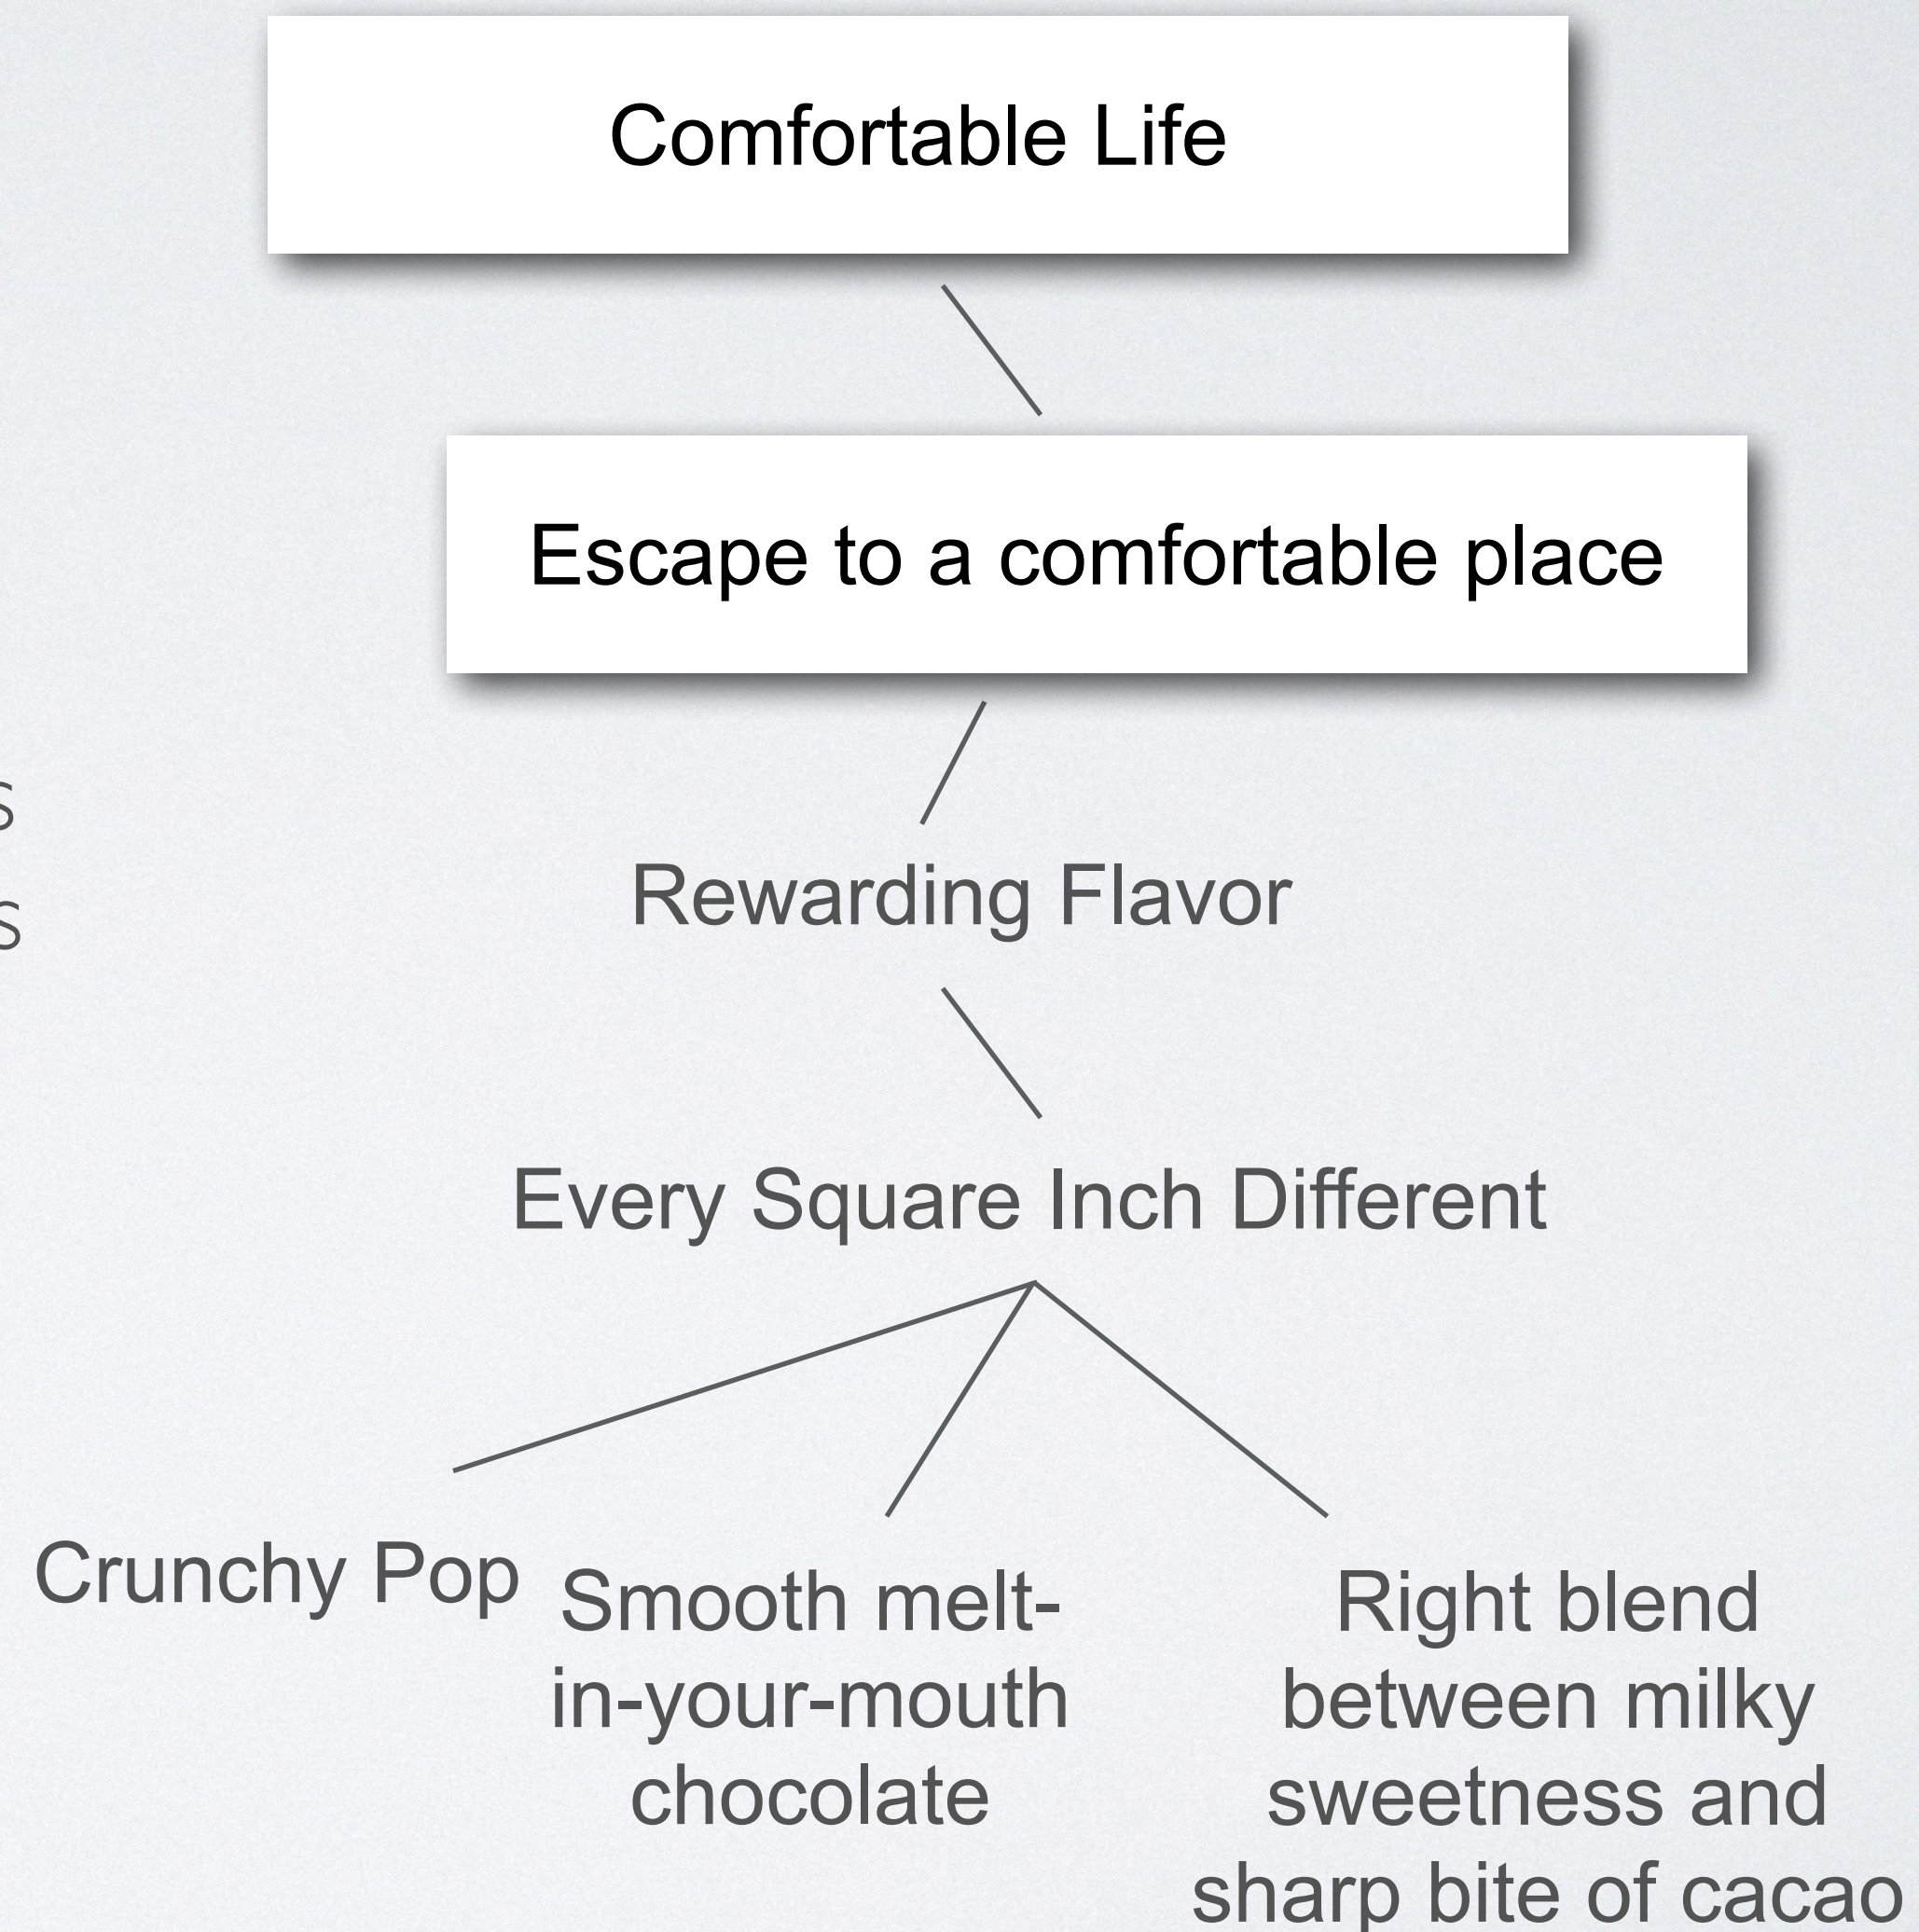 Comfortable Life
Escape to a comfortable place
s
s
Rewarding Flavor
Every Square Inch Different
Crunchy Pop
Smooth melt-
in-your-mouth
chocolate
Right blend
between milky
sweetness and
sharp bite of cacao